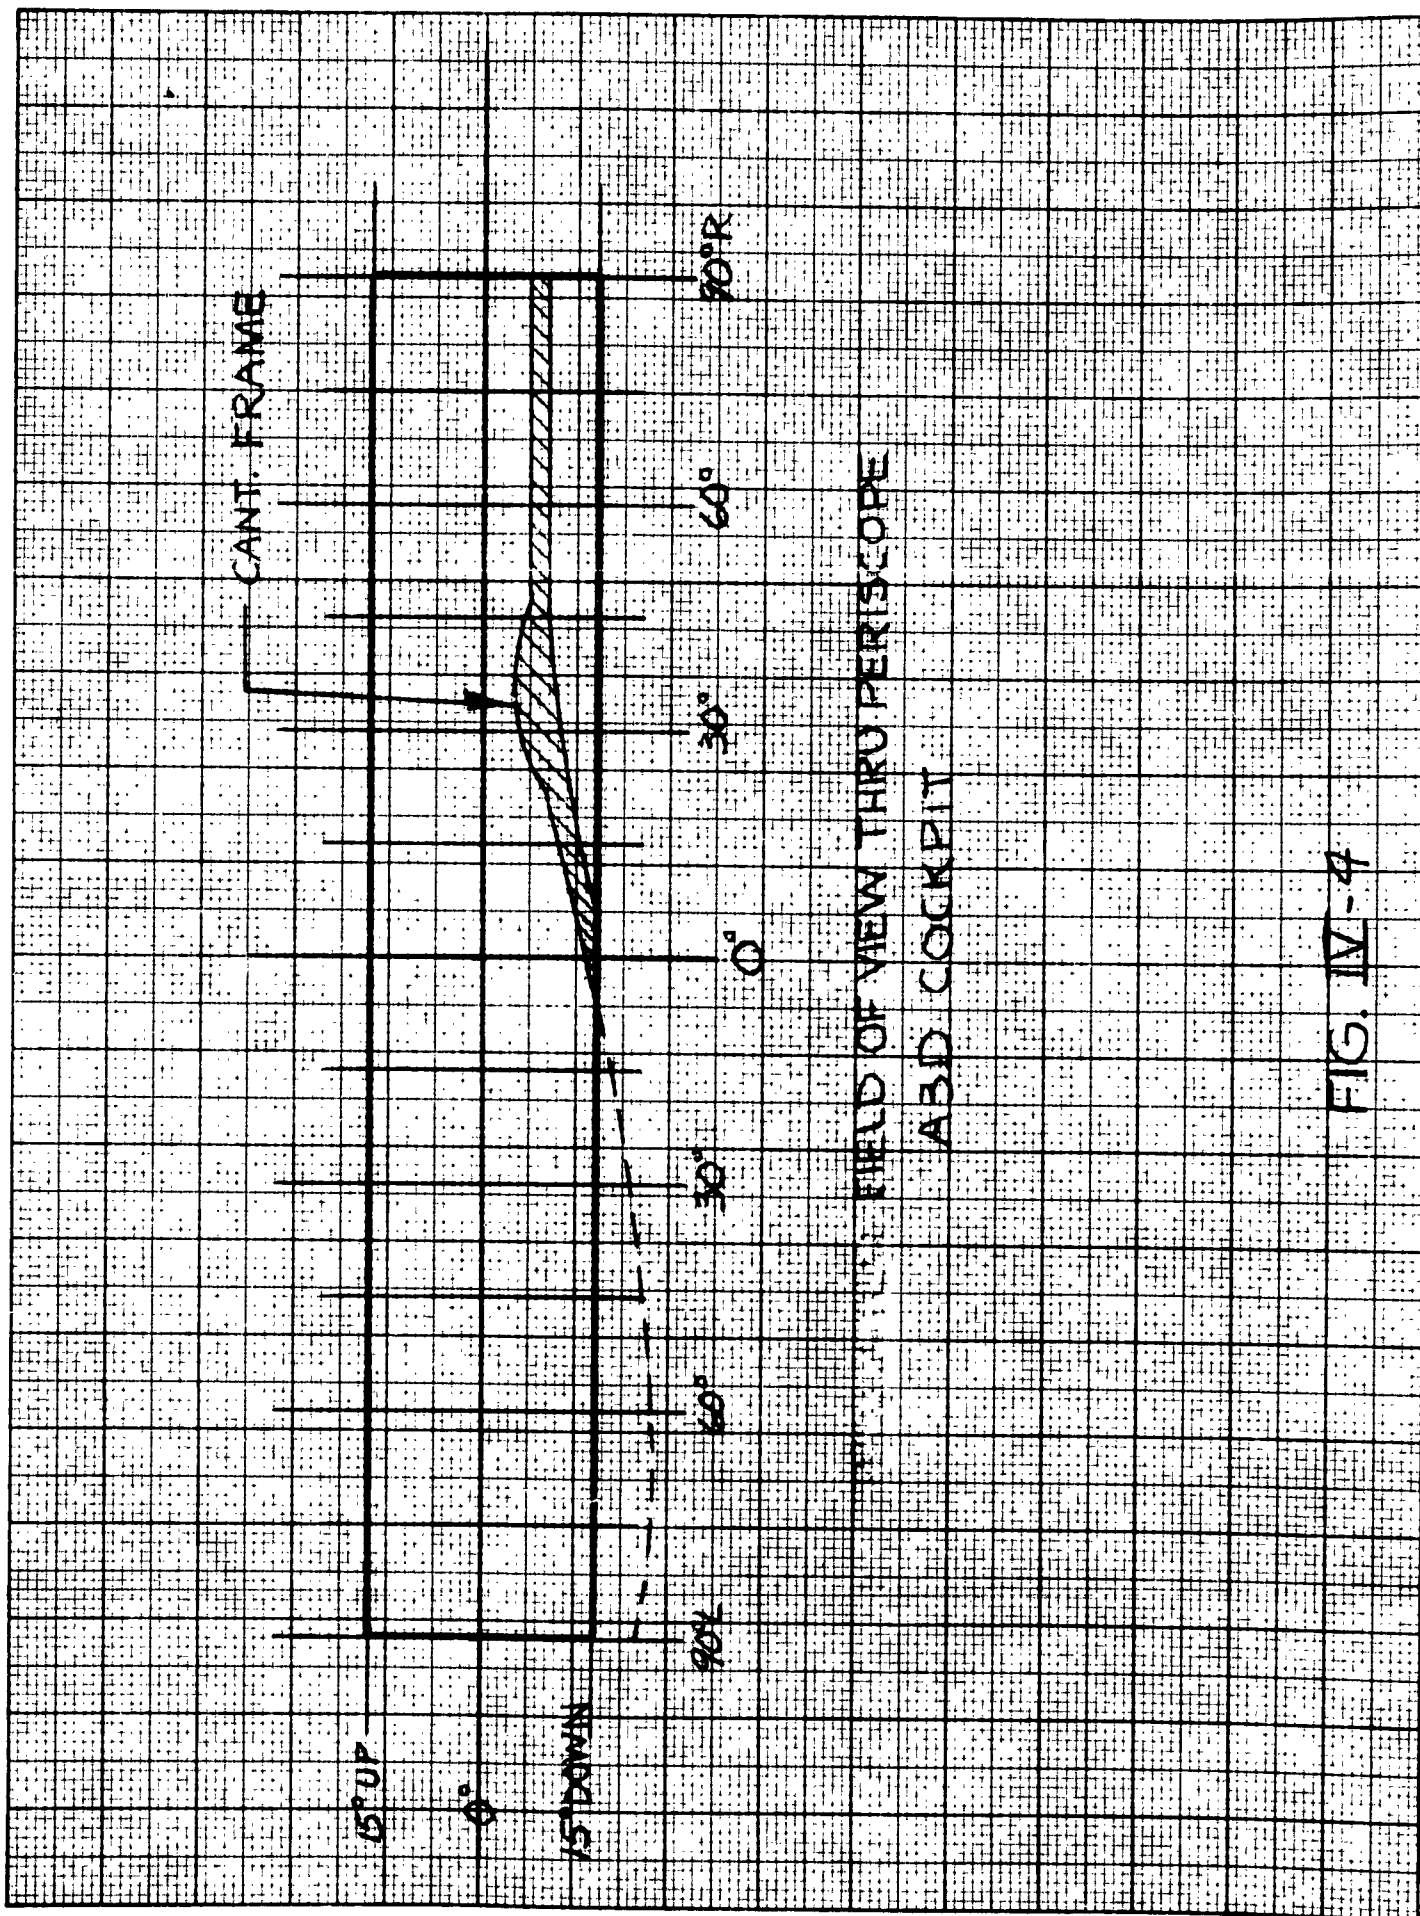 CANT. FRAME
15° UP
0°
15° DOWN
90°L
60°
30°
0°
30°
60°
90°R
FIELD OF VIEW THRU PERISCOPE
A3D COCKPIT
FIG. IV-4